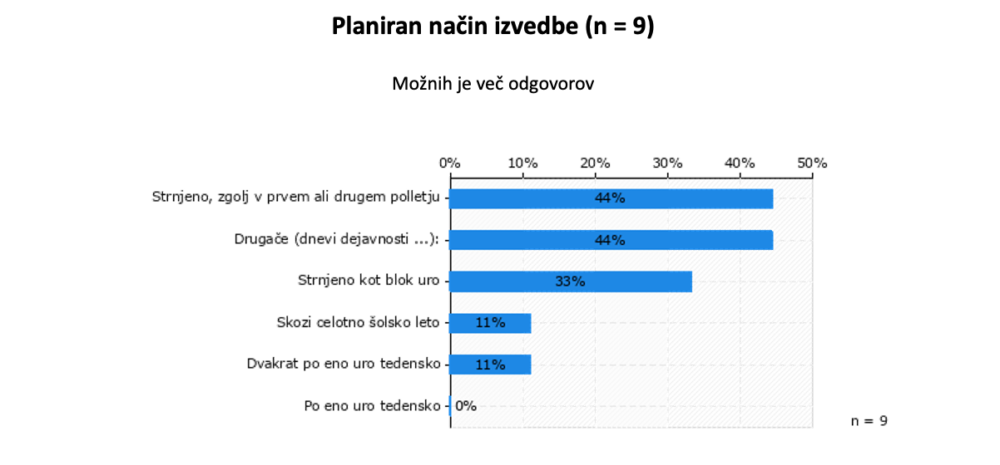 Planiran način izvedbe (n = 9)
Možnih je več odgovorov
0% 10% 20% 30% 40% 50%
Strnjeno, zgolj v prvem ali drugem polletju 44%
Drugače (dnevi dejavnosti ...): 44%
Strnjeno kot blok uro 33%
Skozi celotno šolsko leto 11%
Dvakrat po eno uro tedensko 11%
Po eno uro tedensko 0%
n = 9